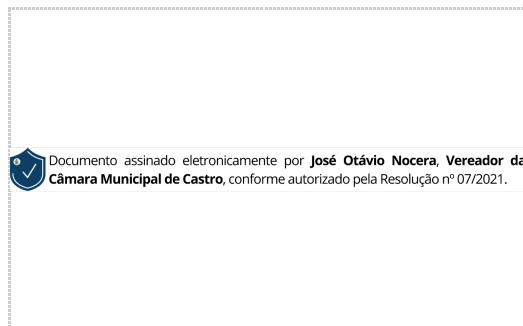 Documento assinado eletronicamente por José Otávio Nocera, Vereador da
Câmara Municipal de Castro, conforme autorizado pela Resolução nº 07/2021.